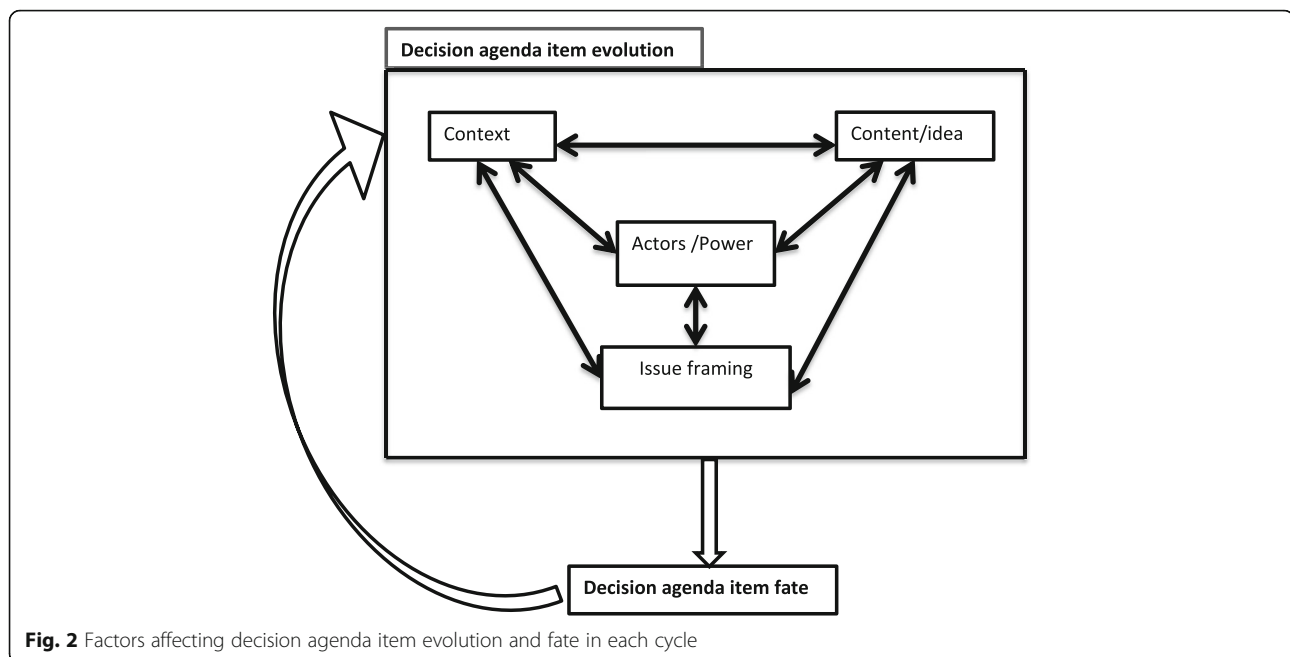 Decision agenda item evolution
Context
Content/idea
Actors /Power
Issue framing
Decision agenda item fate
Fig. 2 Factors affecting decision agenda item evolution and fate in each cycle